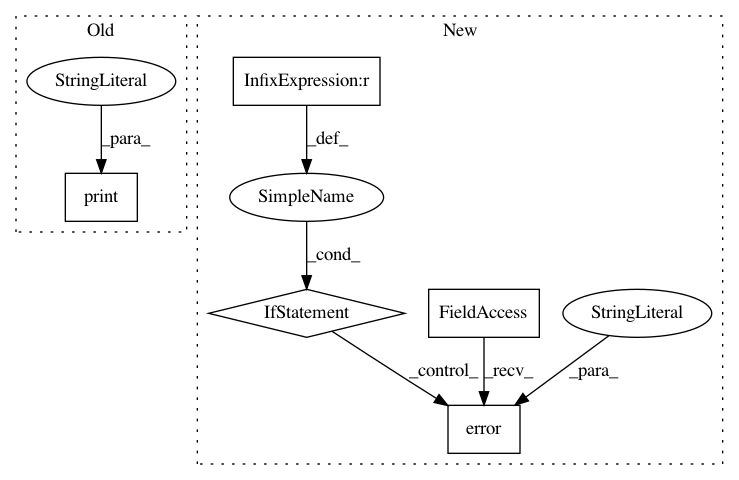 Old
StringLiteral
_para_
print
New
InfixExpression:r
_def_
SimpleName
_cond_
IfStatement
FieldAccess
StringLiteral
_control_
_recv_
_para_
error